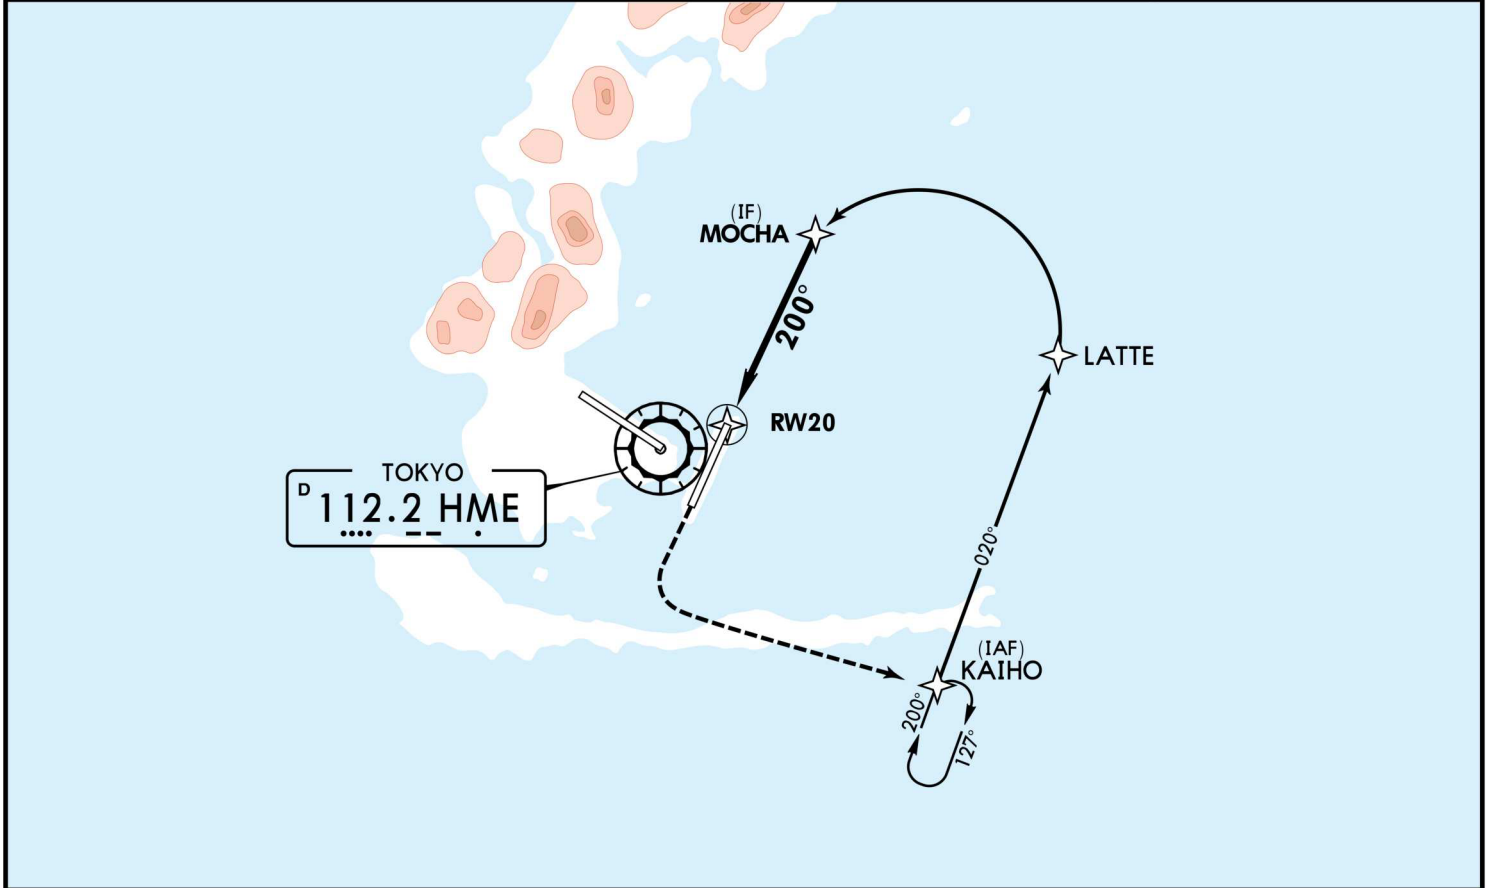 (IF)
MOCHA
200°
LATTE
RW20
TOKYO
D 112.2 HME
020°
(IAF)
KAIHO
200°
127°